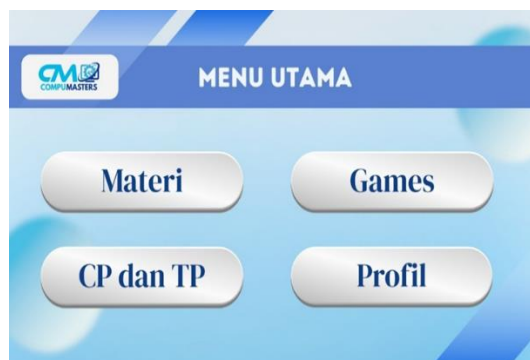 CM
COMPUMASTERS
MENU UTAMA
Materi
Games
CP dan TP
Profil